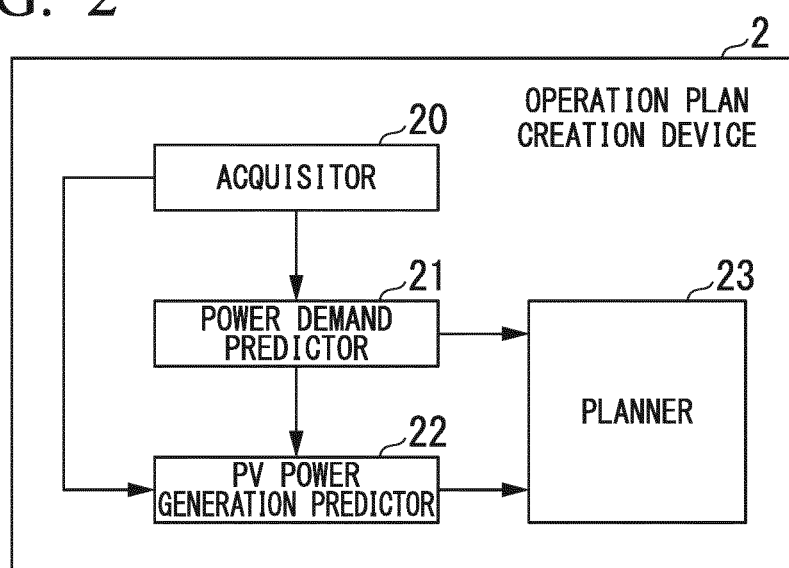 G. 2
2
OPERATION PLAN
CREATION DEVICE
20
ACQUISITOR
21
POWER DEMAND
PREDICTOR
23
PLANNER
22
PV POWER
GENERATION PREDICTOR